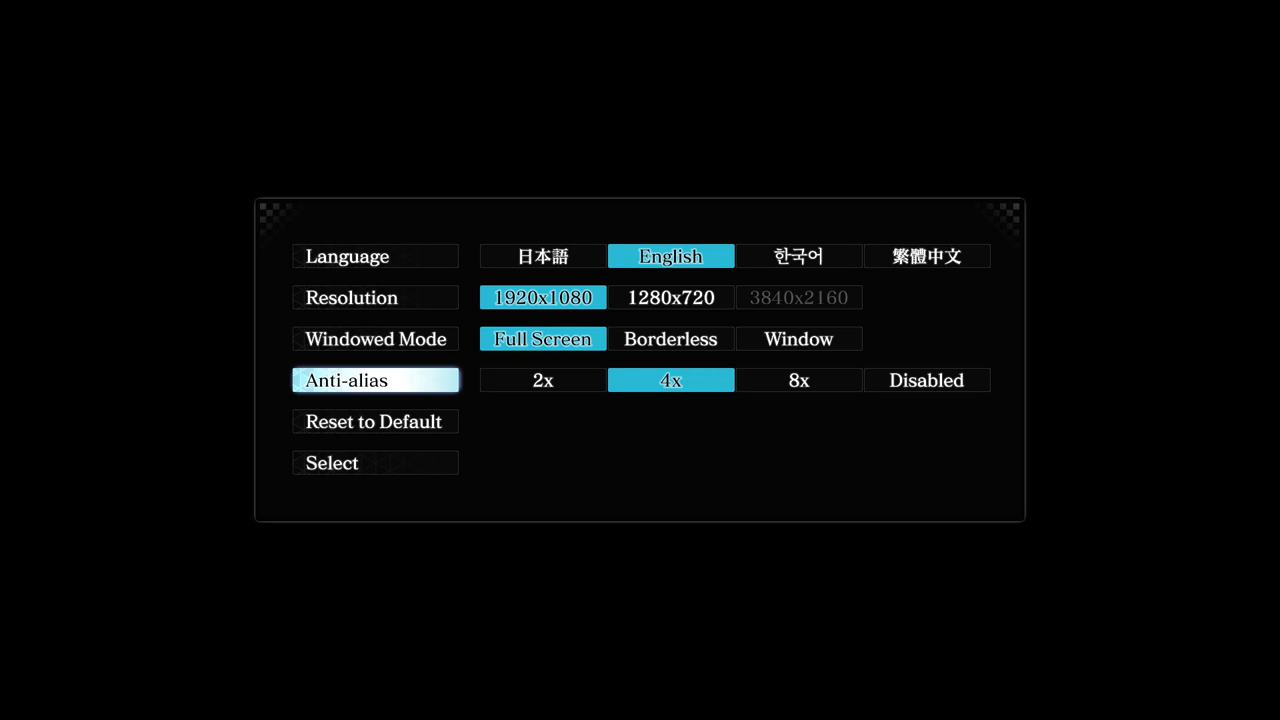 Language 日本語 English 한국어 繁體中文
Resolution 1920x1080 1280x720 3840x2160
Windowed Mode Full Screen Borderless Window
Anti-alias 2x 4x 8x Disabled
Reset to Default
Select